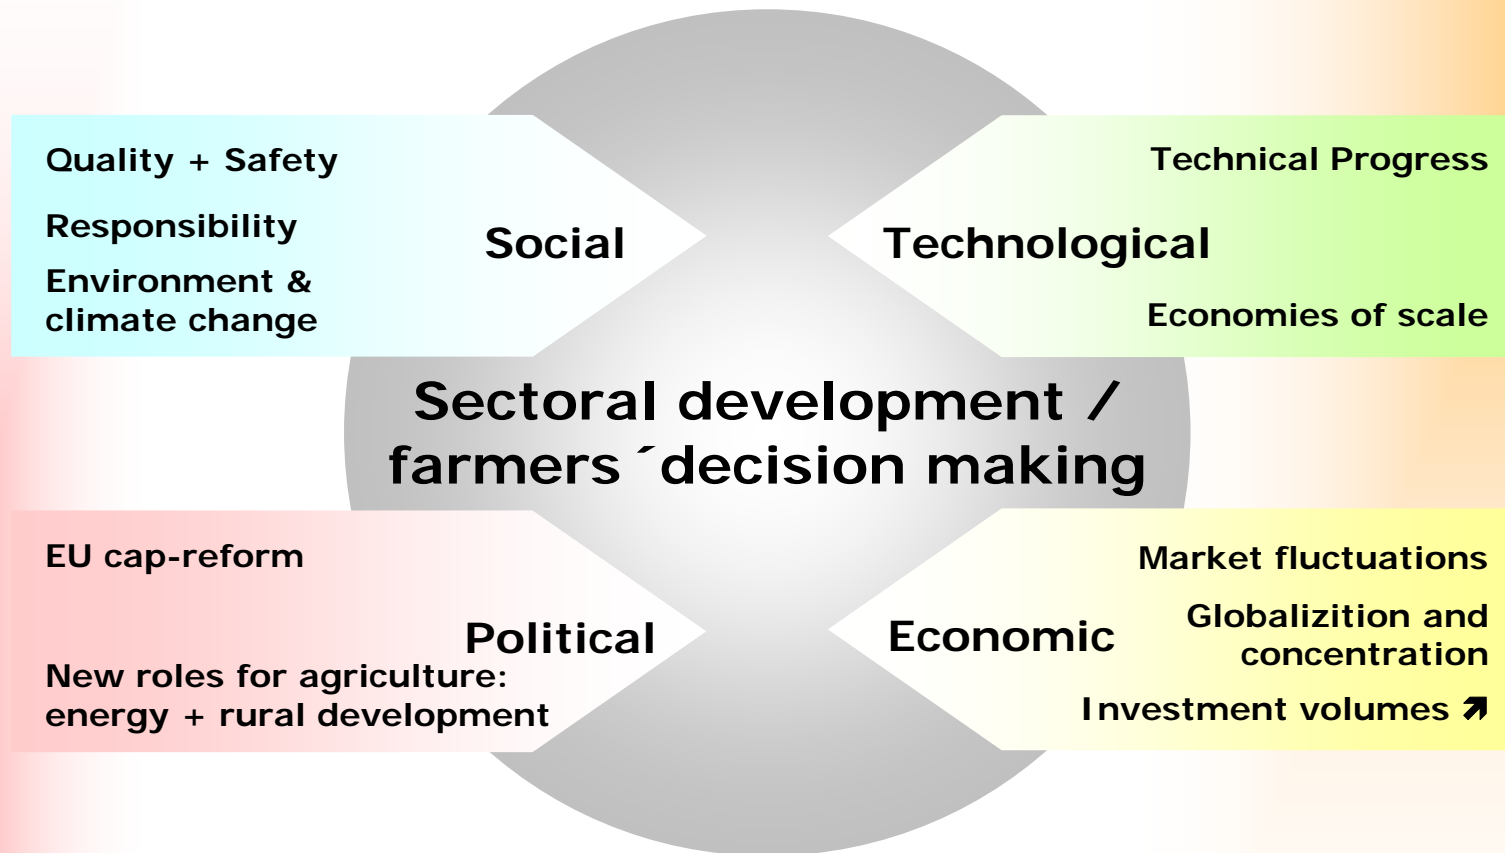 Quality + Safety
Responsibility
Environment &
climate change
Social
Technical Progress
Technological
Economies of scale
Sectoral development /
farmers ´decision making
EU cap-reform
Political
New roles for agriculture:
energy + rural development
Market fluctuations
Economic
Globalizition and
concentration
Investment volumes ↗